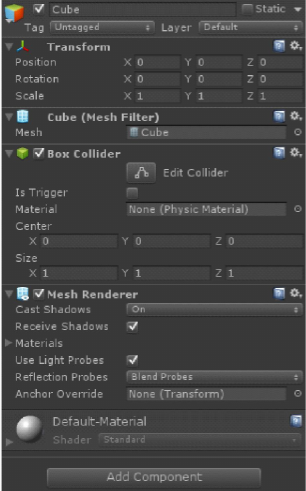 Cube Static
Tag Untagged Layer Default
Transform
Position X 0 Y 0 Z 0
Rotation X 0 Y 0 Z 0
Scale X 1 Y 1 Z 1
Cube (Mesh Filter)
Mesh Cube
Box Collider
Edit Collider
Is Trigger
Material None (Physic Material)
Center
X 0 Y 0 Z 0
Size
X 1 Y 1 Z 1
Mesh Renderer
Cast Shadows On
Receive Shadows
Materials
Use Light Probes
Reflection Probes Blend Probes
Anchor Override None (Transform)
Default-Material
Shader Standard
Add Component